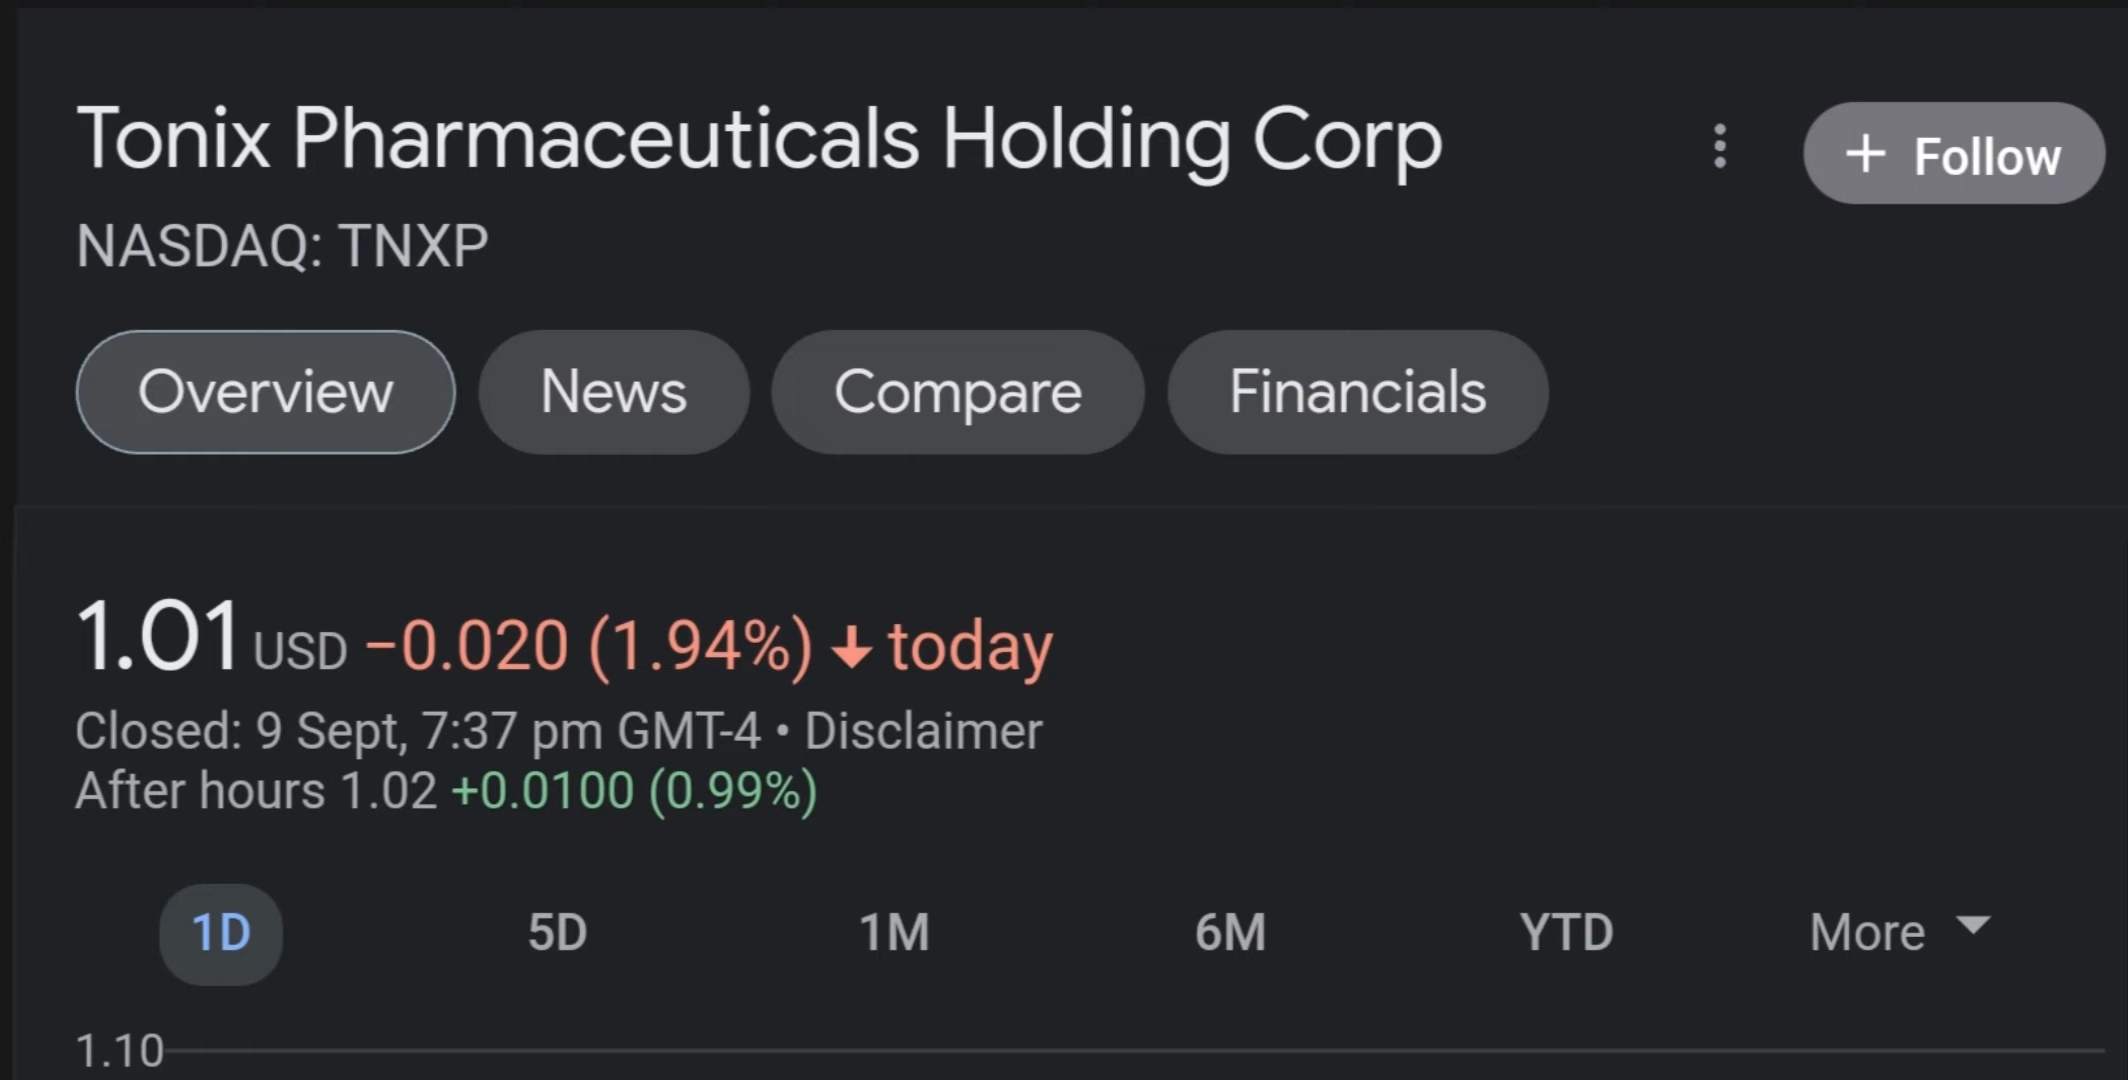 Tonix Pharmaceuticals Holding Corp
+ Follow
NASDAQ: TNXP
Overview News Compare Financials
1.01 USD −0.020 (1.94%) ↓ today
Closed: 9 Sept, 7:37 pm GMT-4 • Disclaimer
After hours 1.02 +0.0100 (0.99%)
1D 5D 1M 6M YTD More
1.10